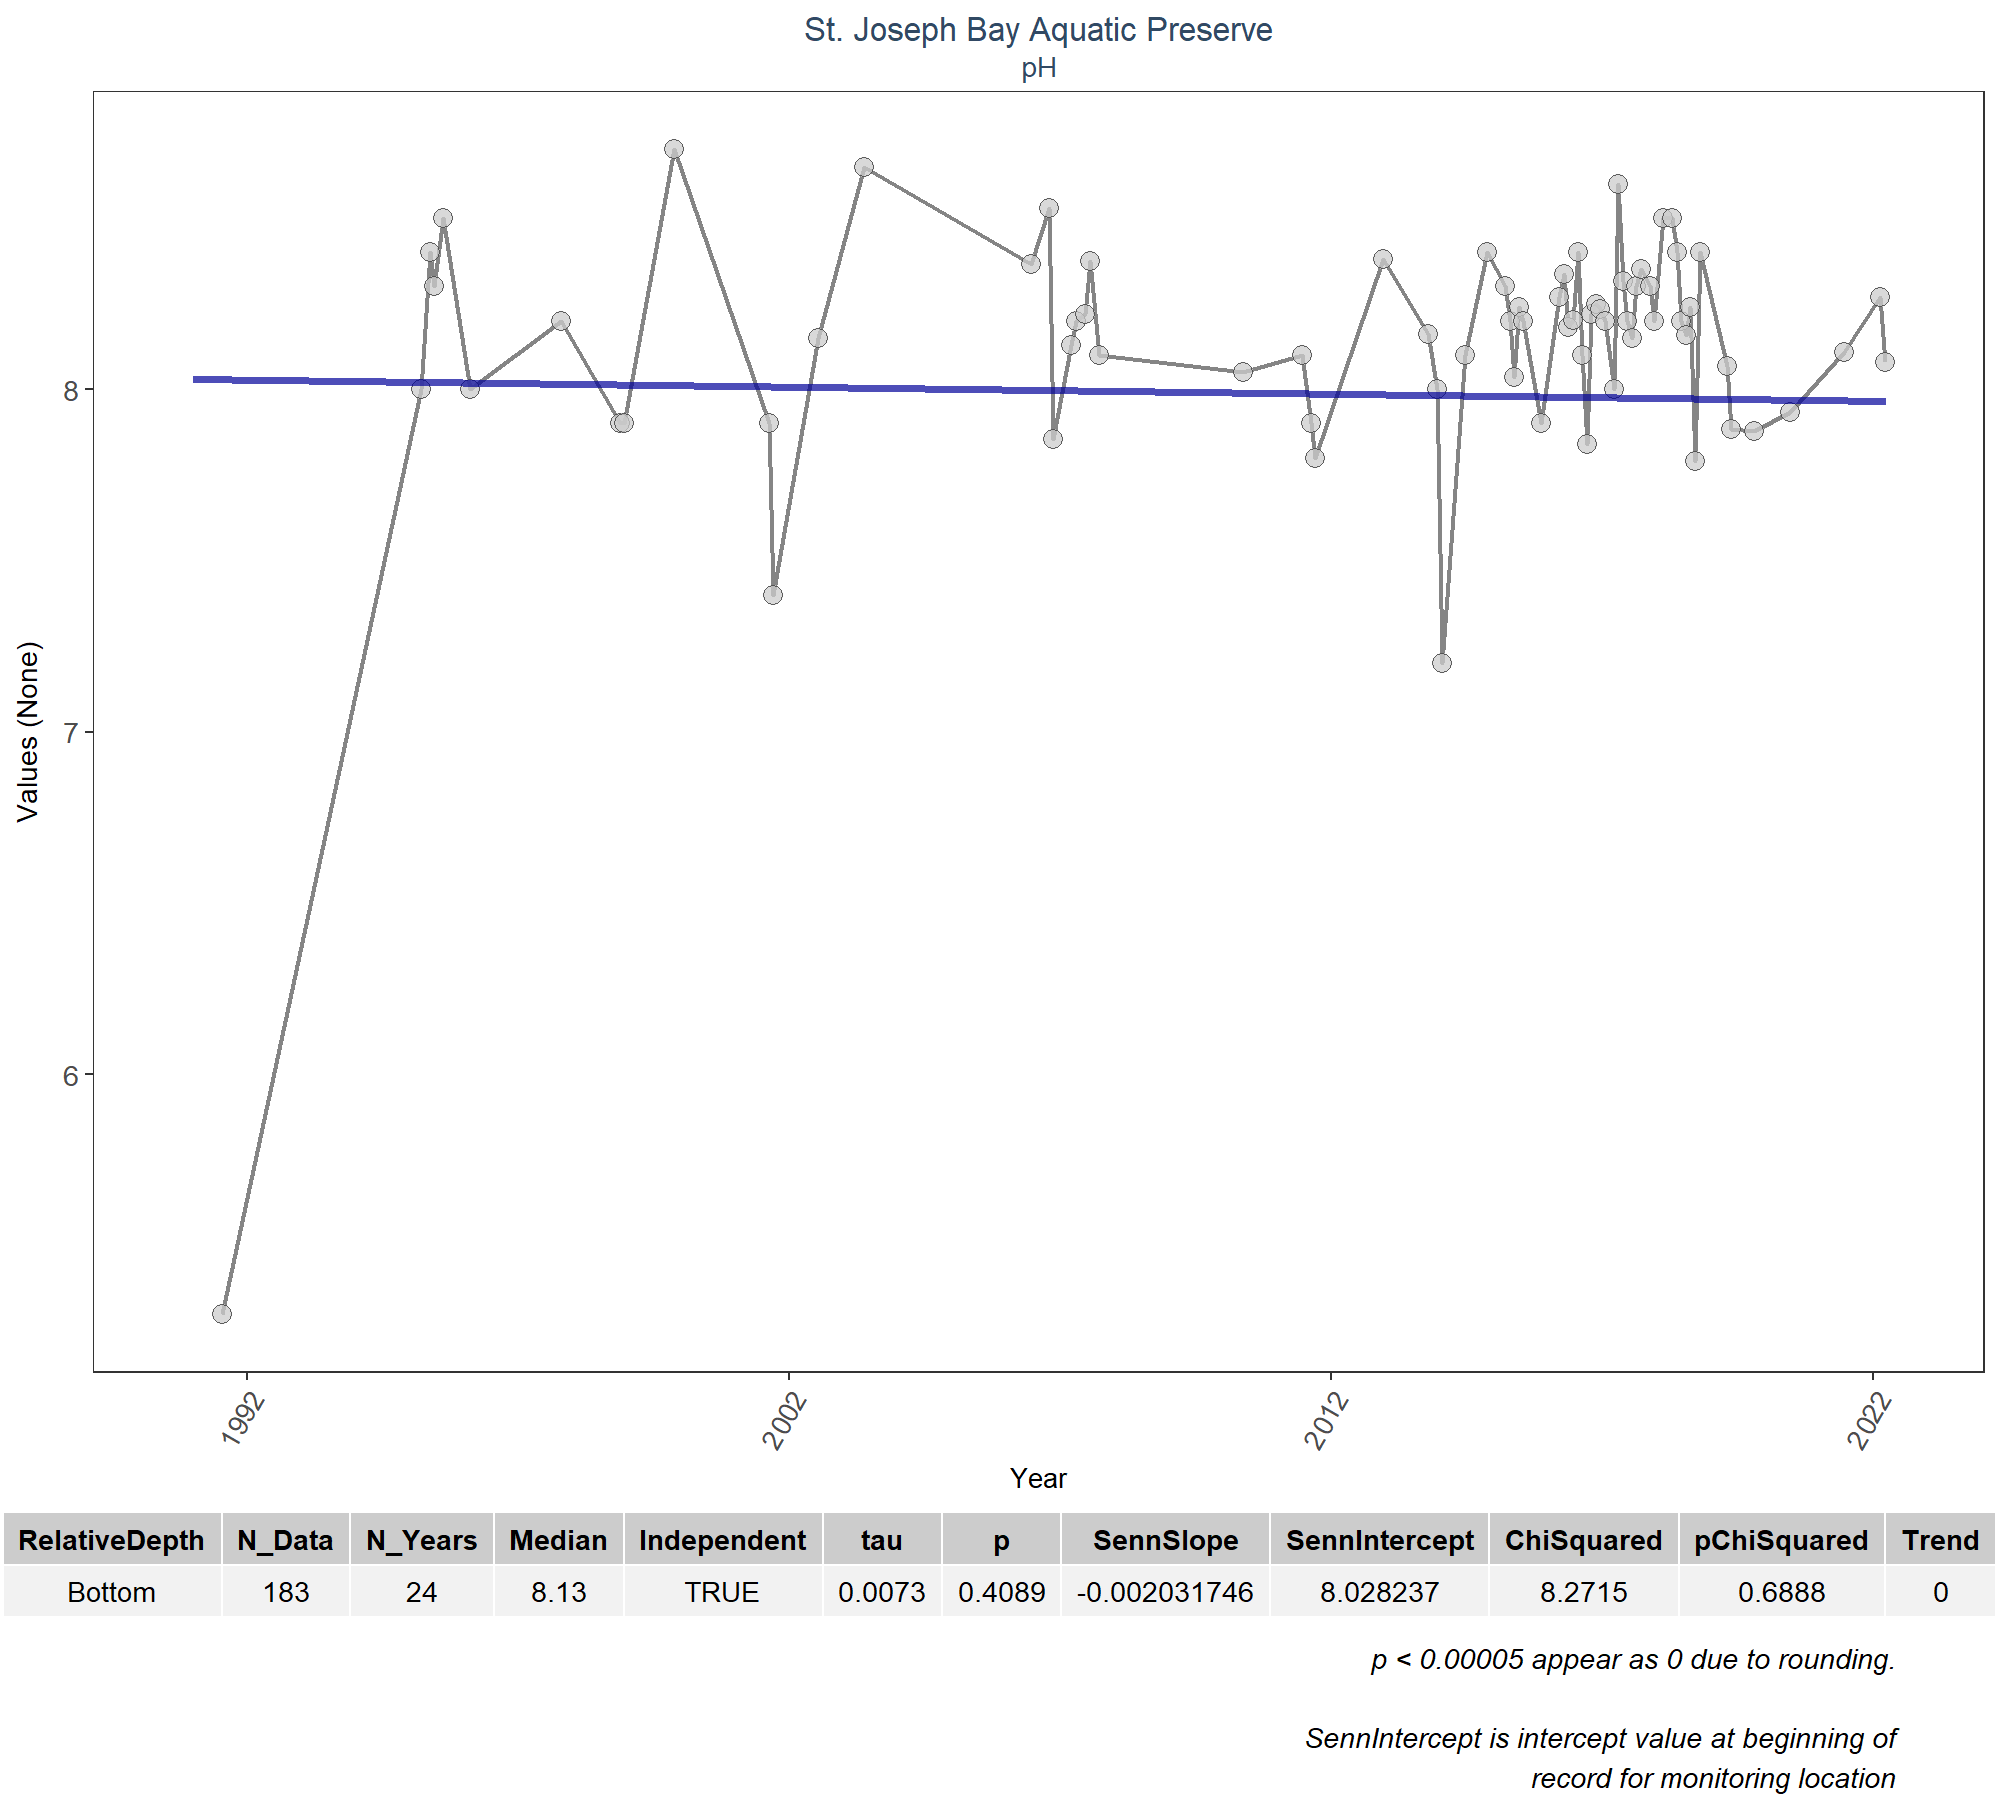 St. Joseph Bay Aquatic Preserve
pH
Values (None)
8
7
6
1992 2002 2012 2022
Year
RelativeDepth N_Data N_Years Median Independent tau p SennSlope SennIntercept ChiSquared pChiSquared Trend
Bottom 183 24 8.13 TRUE 0.0073 0.4089 -0.002031746 8.028237 8.2715 0.6888 0
p < 0.00005 appear as 0 due to rounding.
SennIntercept is intercept value at beginning of
record for monitoring location